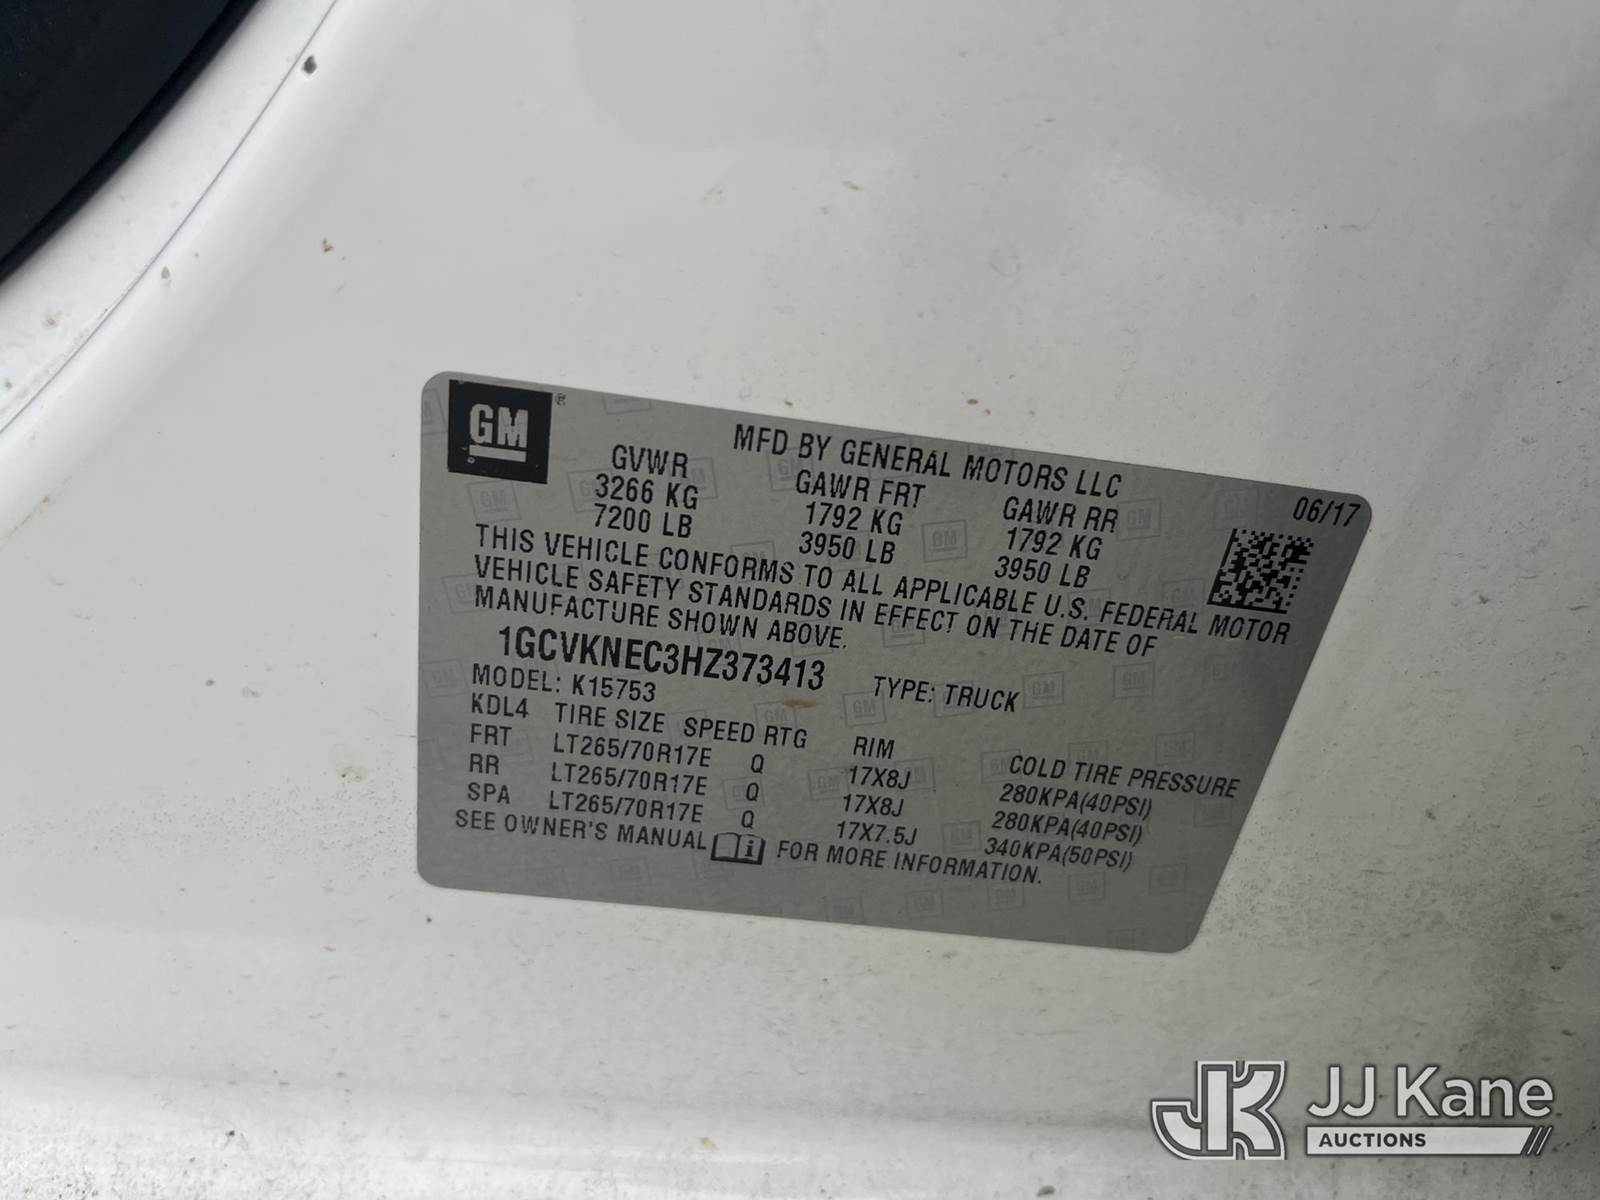 GM ®
MFD BY GENERAL MOTORS LLC
06/17
GVWR GAWR FRT GAWR RR
3266 KG 1792 KG 1792 KG
7200 LB 3950 LB 3950 LB
THIS VEHICLE CONFORMS TO ALL APPLICABLE U.S. FEDERAL MOTOR
VEHICLE SAFETY STANDARDS IN EFFECT ON THE DATE OF
MANUFACTURE SHOWN ABOVE.
1GCVKNEC3HZ373413 TYPE: TRUCK
MODEL: K15753
KDL4 TIRE SIZE SPEED RTG RIM COLD TIRE PRESSURE
FRT LT265/70R17E Q 17X8J 280KPA(40PSI)
RR LT265/70R17E Q 17X8J 280KPA(40PSI)
SPA LT265/70R17E Q 17X7.5J 340KPA(50PSI)
SEE OWNER'S MANUAL i FOR MORE INFORMATION.
JK JJ Kane
AUCTIONS